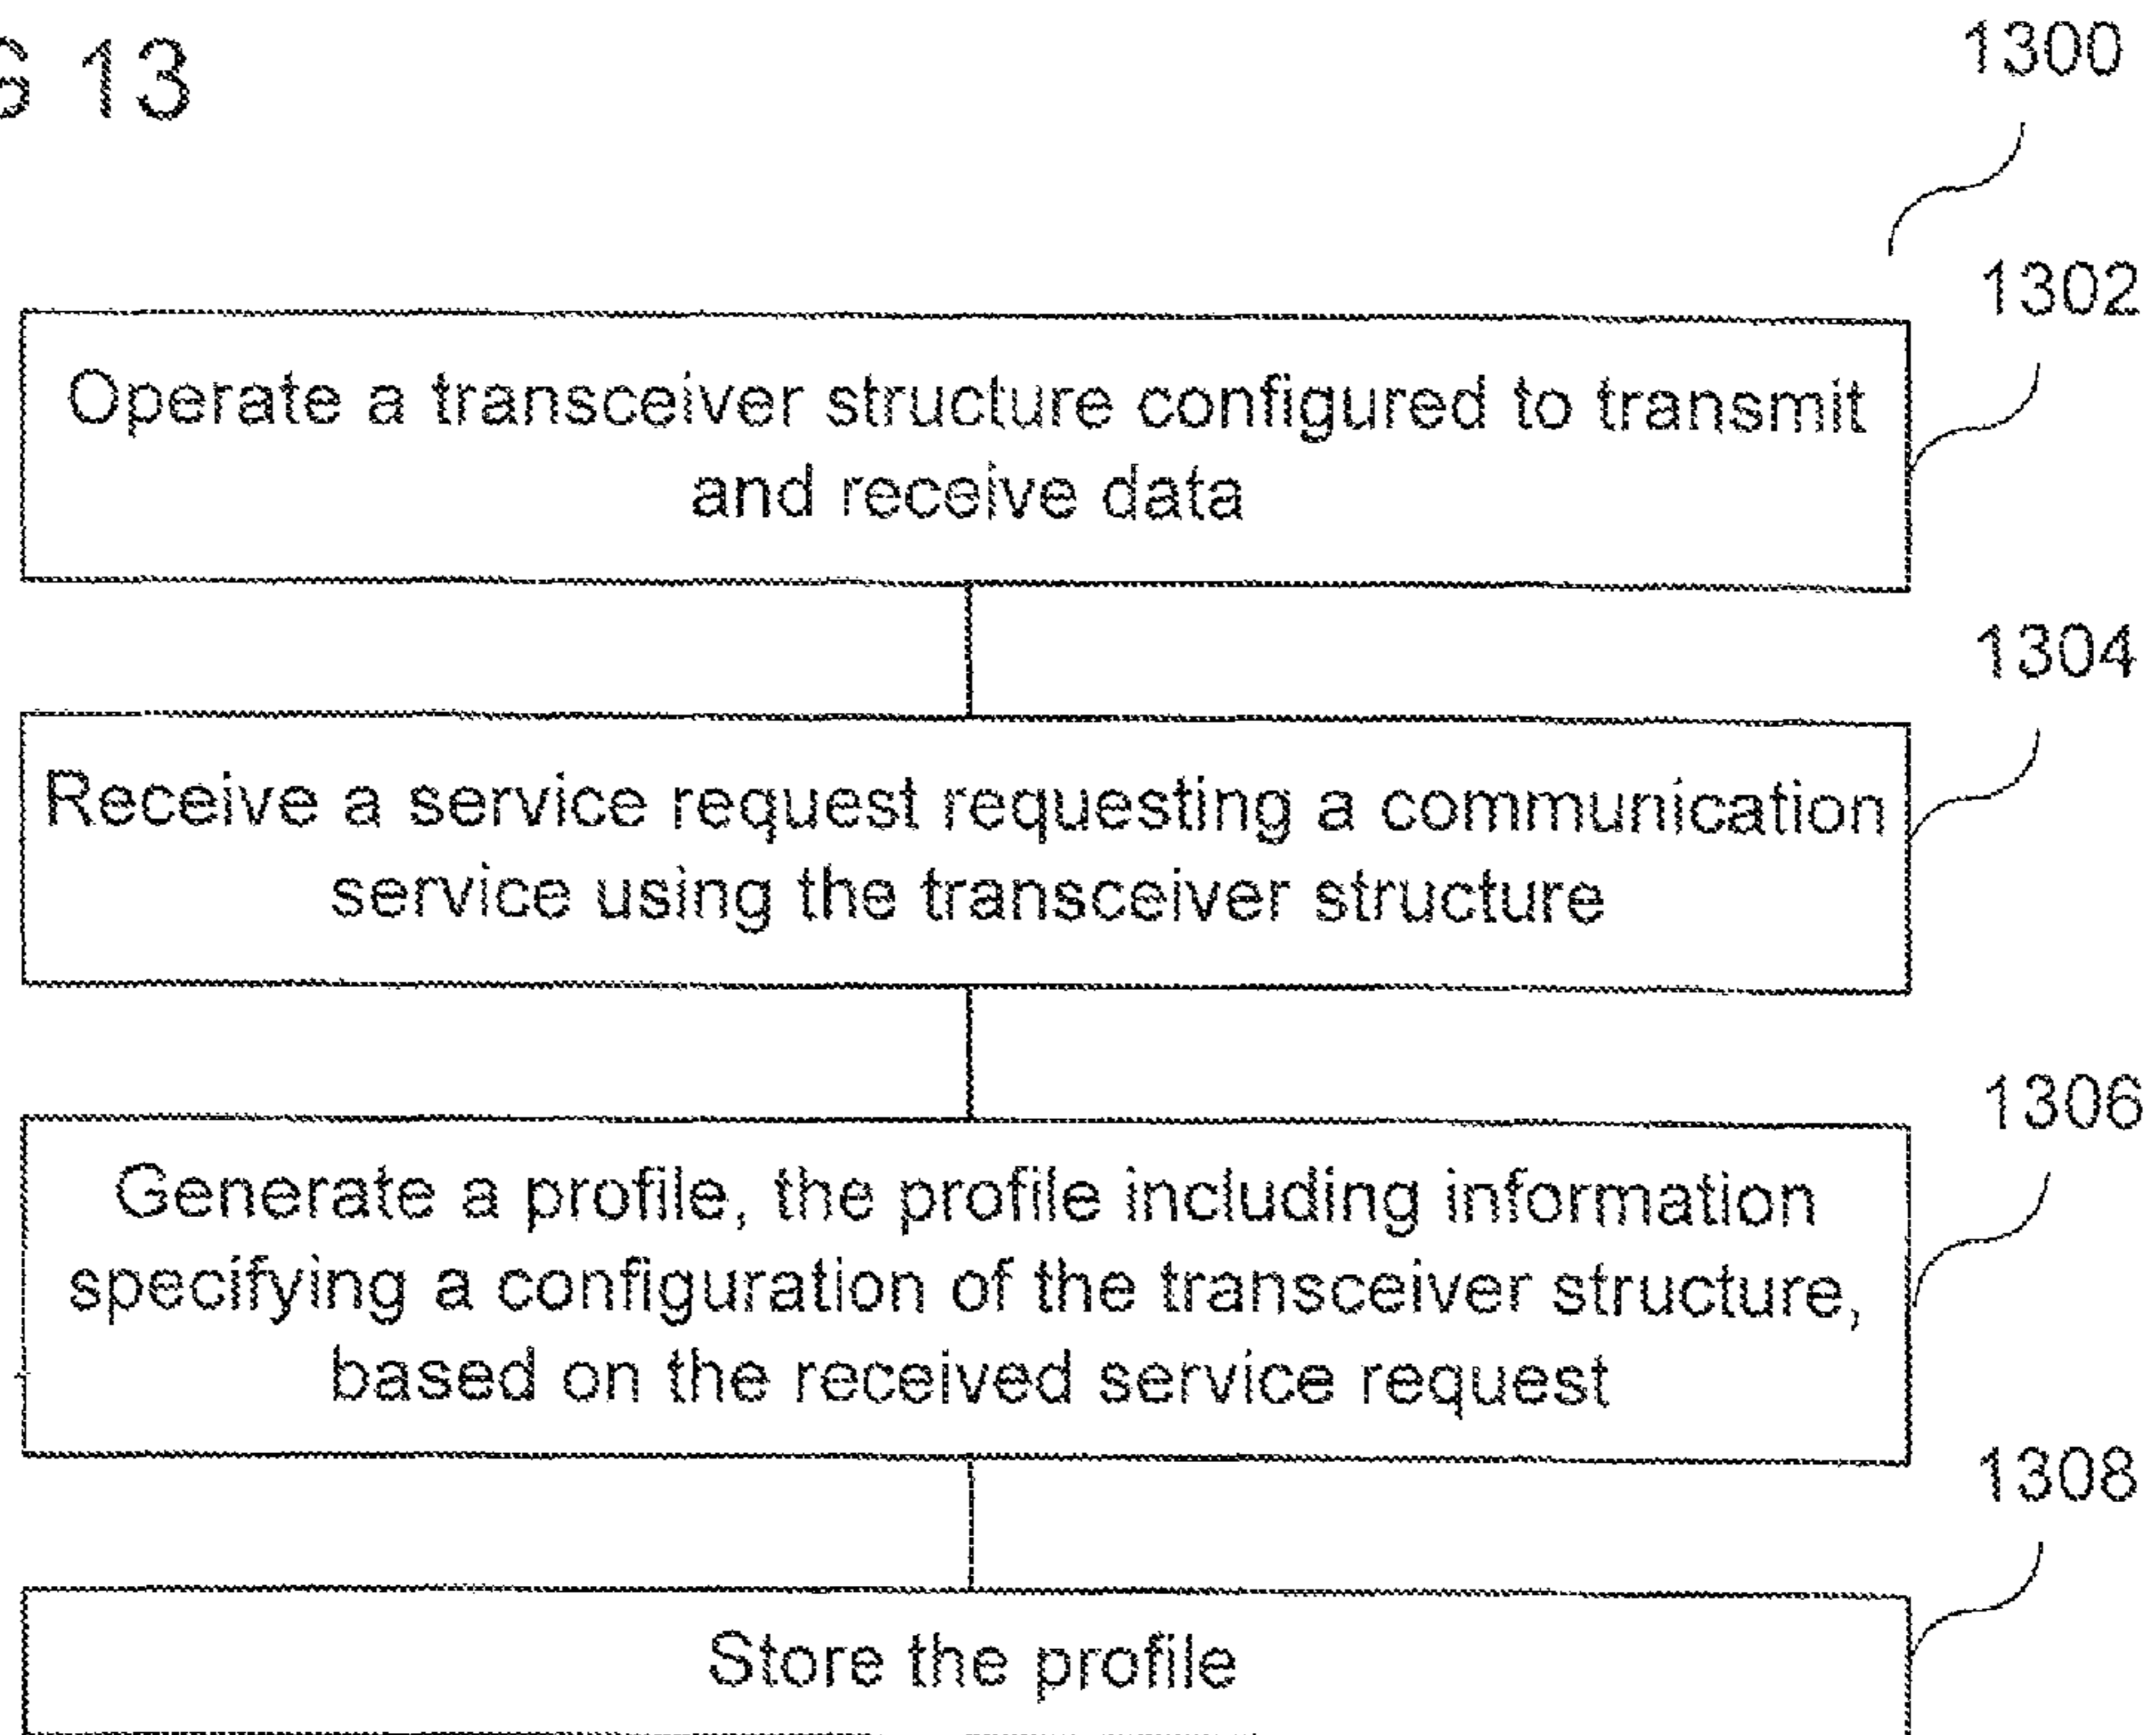 G 13
1300
1302
Operate a transceiver structure configured to transmit
and receive data
1304
Receive a service request requesting a communication
service using the transceiver structure
1306
Generate a profile, the profile including information
specifying a configuration of the transceiver structure,
based on the received service request
1308
Store the profile